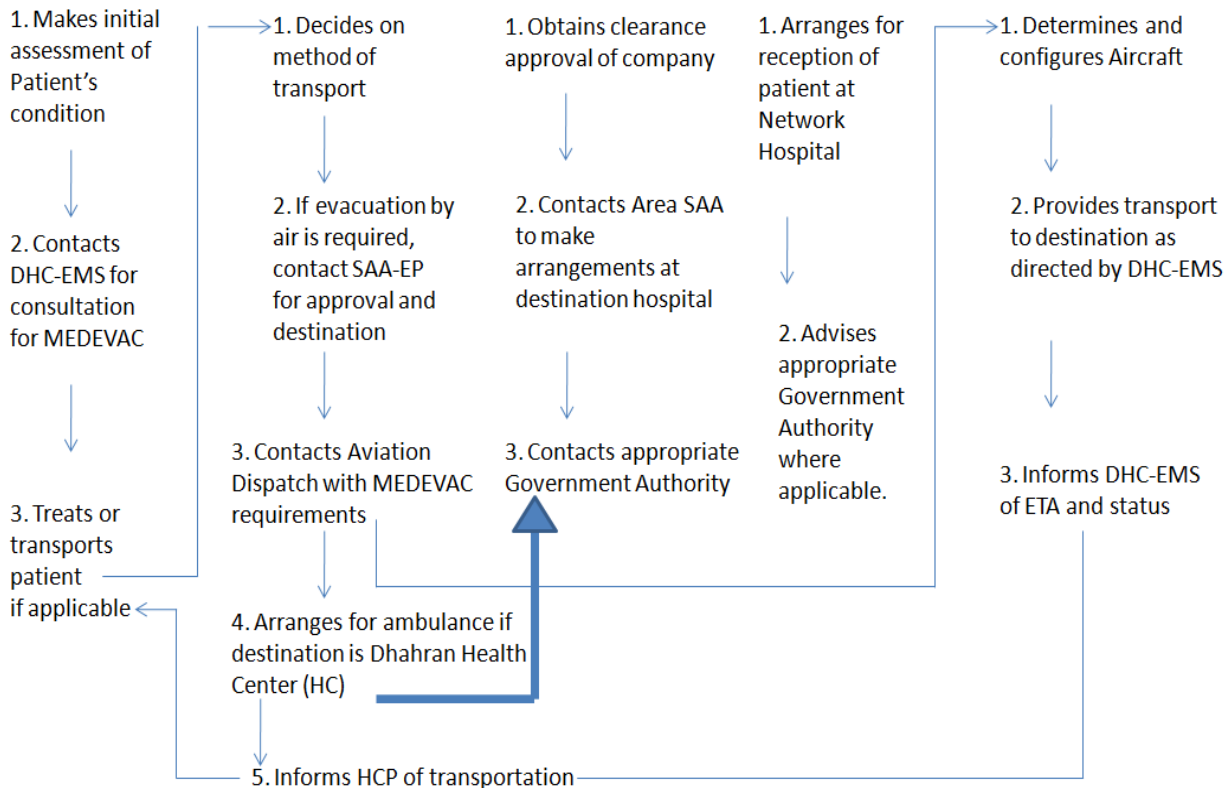 1. Makes initial
assessment of
Patient's
condition
2. Contacts
DHC-EMS for
consultation
for MEDEVAC
3. Treats or
transports
patient
if applicable
1. Decides on
method of
transport
2. If evacuation by
air is required,
contact SAA-EP
for approval and
destination
3. Contacts Aviation
Dispatch with MEDEVAC
requirements
4. Arranges for ambulance if
destination is Dhahran Health
Center (HC)
5. Informs HCP of transportation
1. Obtains clearance
approval of company
2. Contacts Area SAA
to make
arrangements at
destination hospital
3. Contacts appropriate
Government Authority
1. Arranges for
reception of
patient at
Network
Hospital
2. Advises
appropriate
Government
Authority
where
applicable.
1. Determines and
configures Aircraft
2. Provides transport
to destination as
directed by DHC-EMS
3. Informs DHC-EMS
of ETA and status